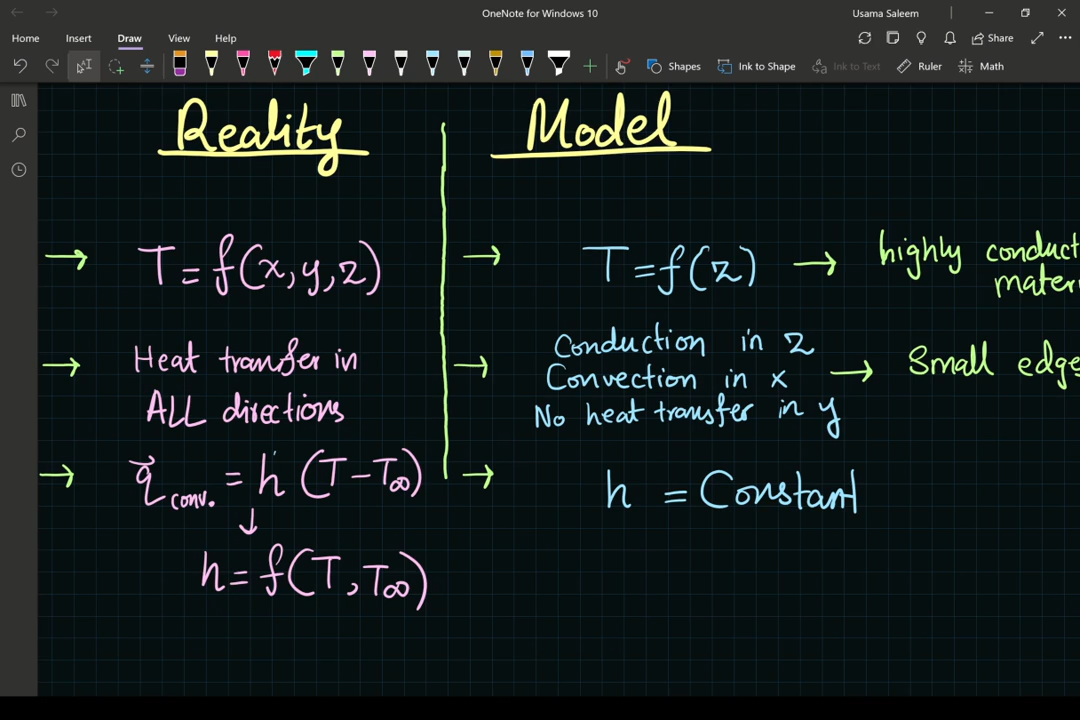 OneNote for Windows 10
Usama Saleem
Home Insert Draw View Help
Share
Shapes
Ink to Shape
Ink to Text
Ruler
Math
Reality
Model
T = f(x, y, z)
T = f(z)
highly conduct
mater
Heat transfer in
ALL directions
Conduction in z
Convection in x
No heat transfer in y
Small edge
q conv. = h (T - T∞)
h = Constant
h = f(T, T∞)